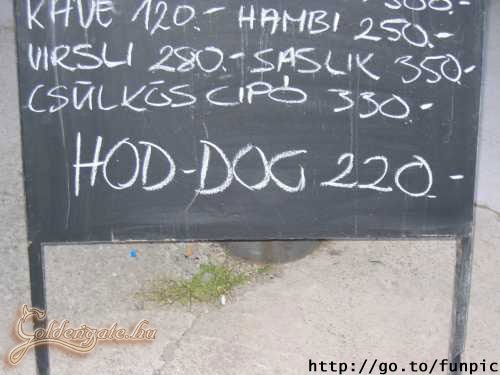 KÁVÉ 120.- HAMBI 250.-
VIRSLI 280.- SASLIK 350.-
CSÜLKÖS CIPÓ 330.-
HOD-DOG 220.-
Goldengate.hu
http://go.to/funpic